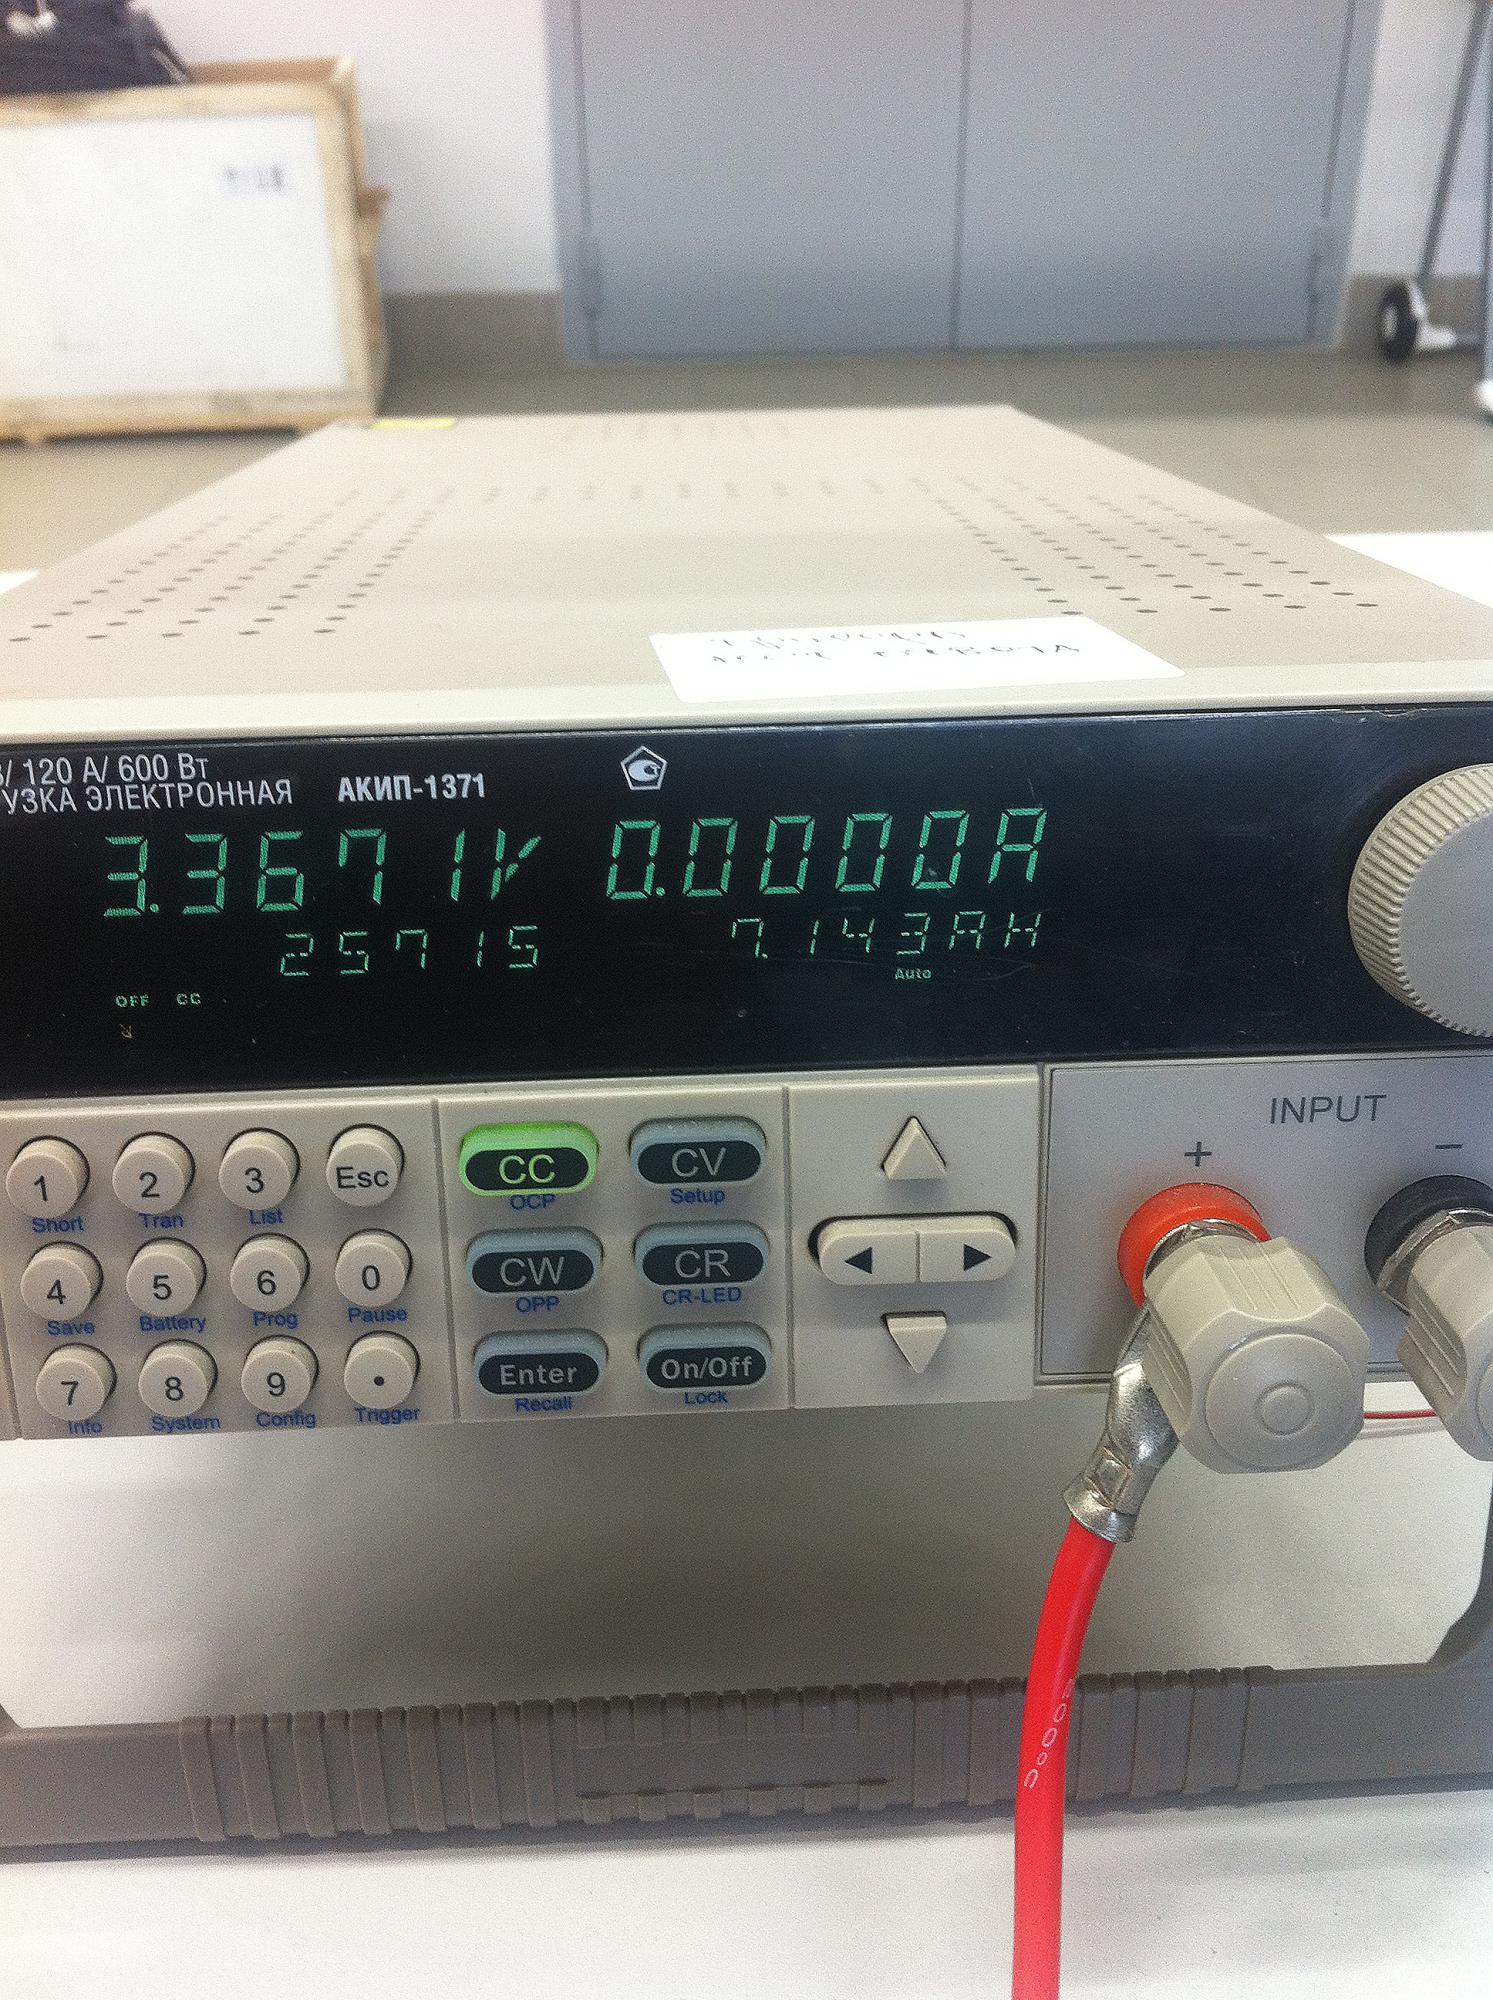 В/ 120 А/ 600 Вт
УЗКА ЭЛЕКТРОННАЯ АКИП-1371
3.3671V 0.0000A
2571S 7.143AH
Auto
OFF CC
INPUT
+ −
1 2 3 Esc
Short Tran List
4 5 6 0
Save Battery Prog Pause
7 8 9 •
Info System Config Trigger
CC CV
OCP Setup
CW CR
OPP CR-LED
Enter On/Off
Recall Lock